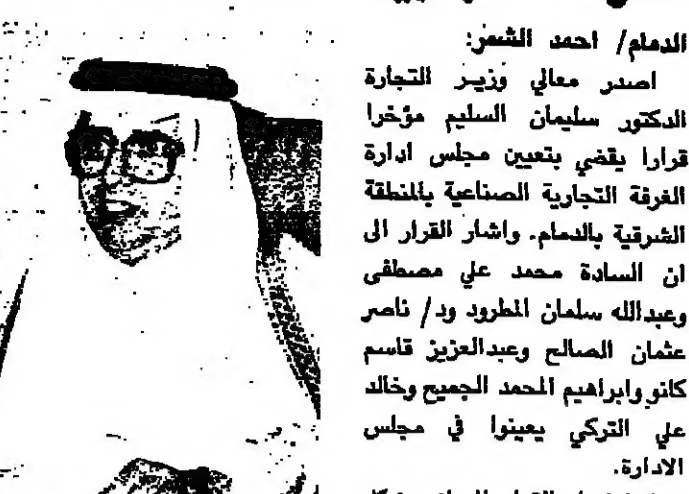 الدمام/ احمد الشمر:
اصدر معالي وزير التجارة
الدكتور سليمان السليم مؤخرا
قرارا يقضي بتعيين مجلس ادارة
الغرفة التجارية الصناعية بالمنطقة
الشرقية بالدمام. واشار القرار الى
ان السادة محمد علي مصطفى
وعبدالله سلمان المطرود ود/ ناصر
عثمان الصالح وعبدالعزيز قاسم
كانو وابراهيم المحمد الجميح وخالد
علي التركي يعينوا في مجلس
الادارة.